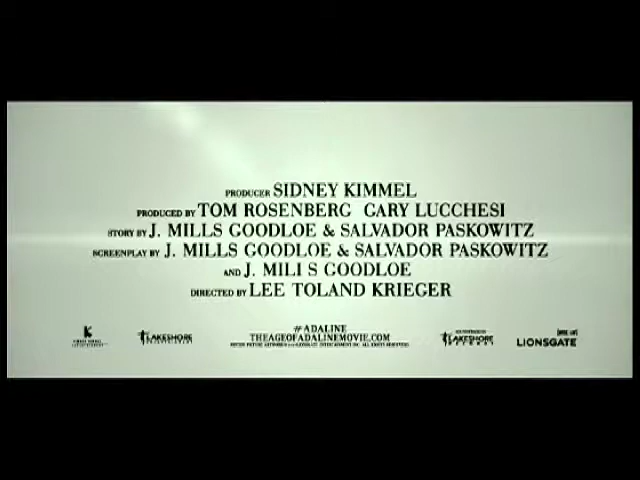 PRODUCER SIDNEY KIMMEL
PRODUCED BY TOM ROSENBERG GARY LUCCHESI
STORY BY J. MILLS GOODLOE & SALVADOR PASKOWITZ
SCREENPLAY BY J. MILLS GOODLOE & SALVADOR PASKOWITZ
AND J. MILI S GOODLOE
DIRECTED BY LEE TOLAND KRIEGER
#ADALINE
THEAGEOFADALINEMOVIE.COM
K LAKESHORE LAKESHORE RECORDS LIONSGATE